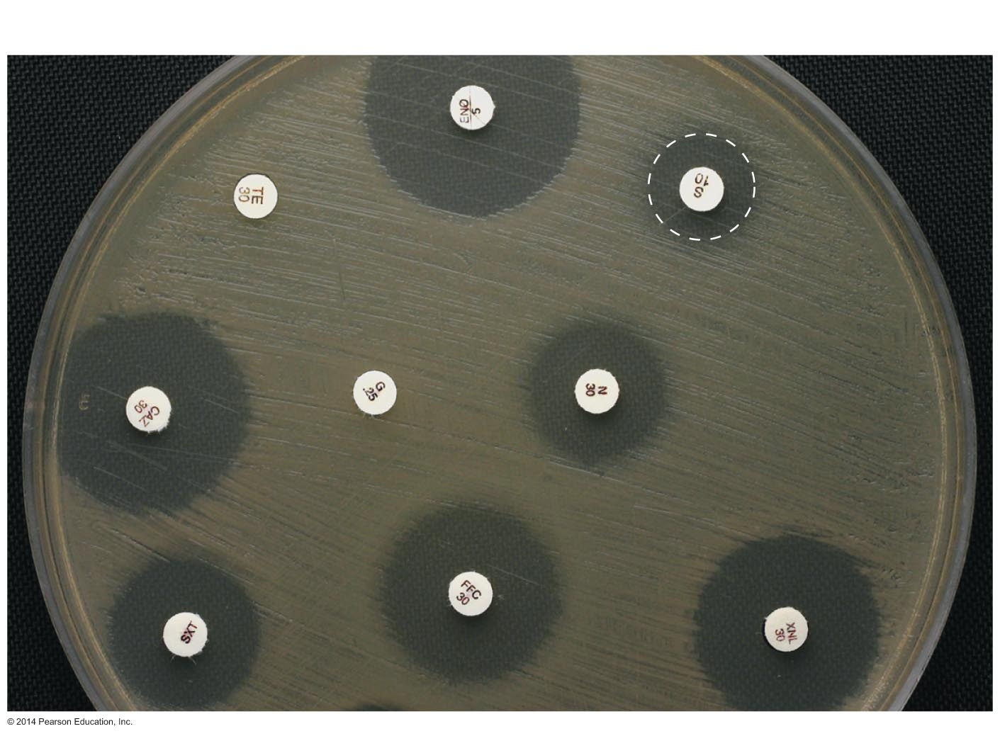 ENO
5
TE
30
S
10
CAZ
30
G
.25
N
30
SXT
FFC
30
XNL
30
© 2014 Pearson Education, Inc.